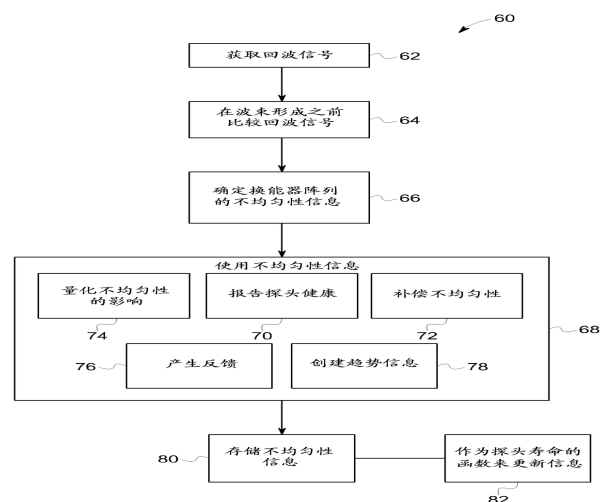 60
获取回波信号
62
在波束形成之前
比较回波信号
64
确定换能器阵列
的不均匀性信息
66
使用不均匀性信息
量化不均匀性
的影响
报告探头健康
补偿不均匀性
74
70
72
68
76
产生反馈
创建趋势信息
78
80
存储不均匀性
信息
作为探头寿命的
函数来更新信息
82